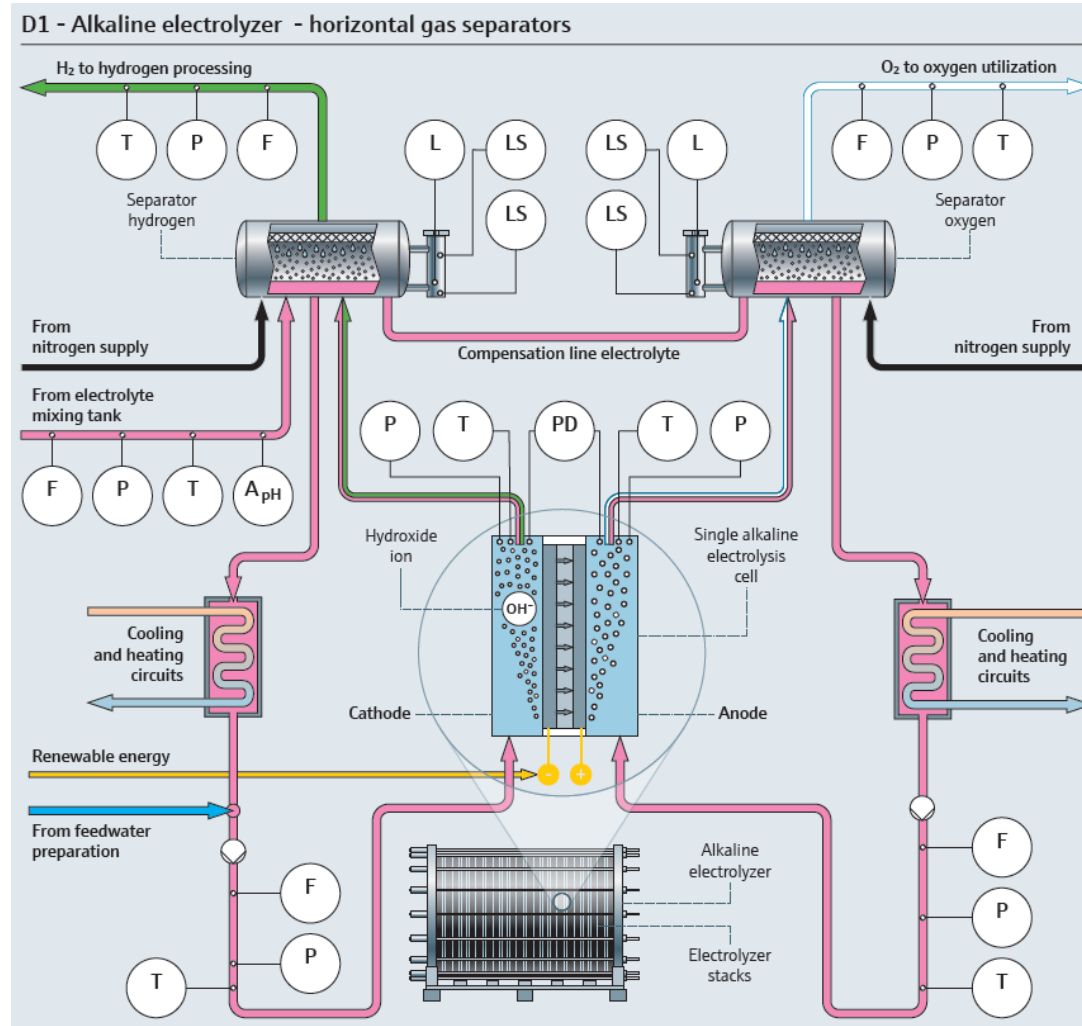 D1 - Alkaline electrolyzer - horizontal gas separators
H₂ to hydrogen processing
O₂ to oxygen utilization
T
P
F
L
LS
LS
L
F
P
T
LS
LS
Separator
hydrogen
Separator
oxygen
From
nitrogen supply
From
nitrogen supply
Compensation line electrolyte
From electrolyte
mixing tank
P
T
PD
T
P
F
P
T
A pH
Hydroxide
ion
Single alkaline
electrolysis
cell
OH⁻
Cooling
and heating
circuits
Cooling
and heating
circuits
Cathode
Anode
Renewable energy
-
+
From feedwater
preparation
F
P
T
Alkaline
electrolyzer
Electrolyzer
stacks
F
P
T